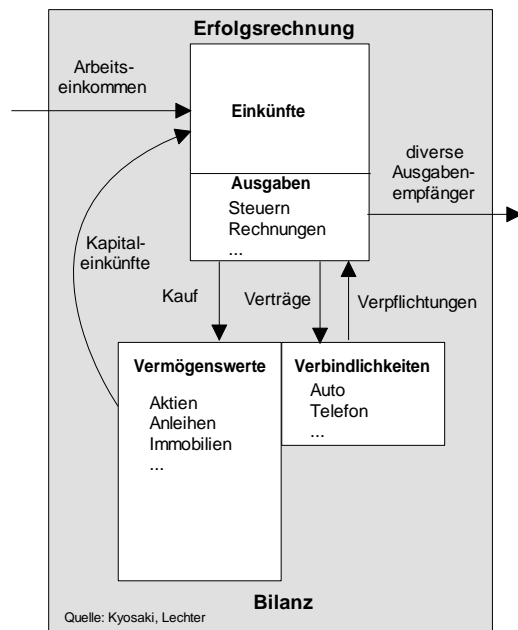 Erfolgsrechnung
Arbeits-
einkommen
Einkünfte
diverse
Ausgaben-
empfänger
Ausgaben
Steuern
Rechnungen
...
Kapital-
einkünfte
Kauf
Verträge
Verpflichtungen
Vermögenswerte
Aktien
Anleihen
Immobilien
...
Verbindlichkeiten
Auto
Telefon
...
Bilanz
Quelle: Kyosaki, Lechter